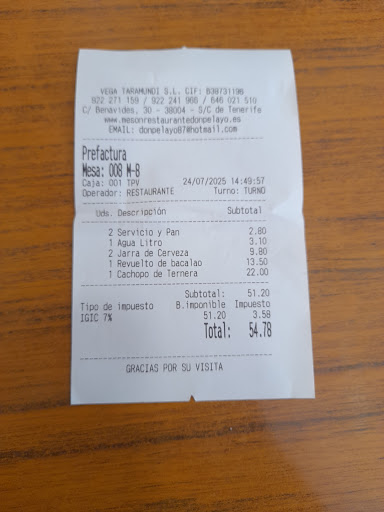 VEGA TARAMUNDI S.L. CIF: B38731196
922 271 159 / 922 241 966 / 646 021 510
C/ Benavides, 30 - 38004 - S/C de Tenerife
www.mesonrestaurantedonpelayo.es
EMAIL: donpelayo87@hotmail.com
Prefactura
Mesa: 008 M-8
Caja: 001 TPV 24/07/2025 14:49:57
Operador: RESTAURANTE Turno: TURNO
Uds. Descripción Subtotal
2 Servicio y Pan 2.80
1 Agua Litro 3.10
2 Jarra de Cerveza 9.80
1 Revuelto de bacalao 13.50
1 Cachopo de Ternera 22.00
Subtotal: 51.20
Tipo de impuesto B.imponible Impuesto
IGIC 7% 51.20 3.58
Total: 54.78
GRACIAS POR SU VISITA